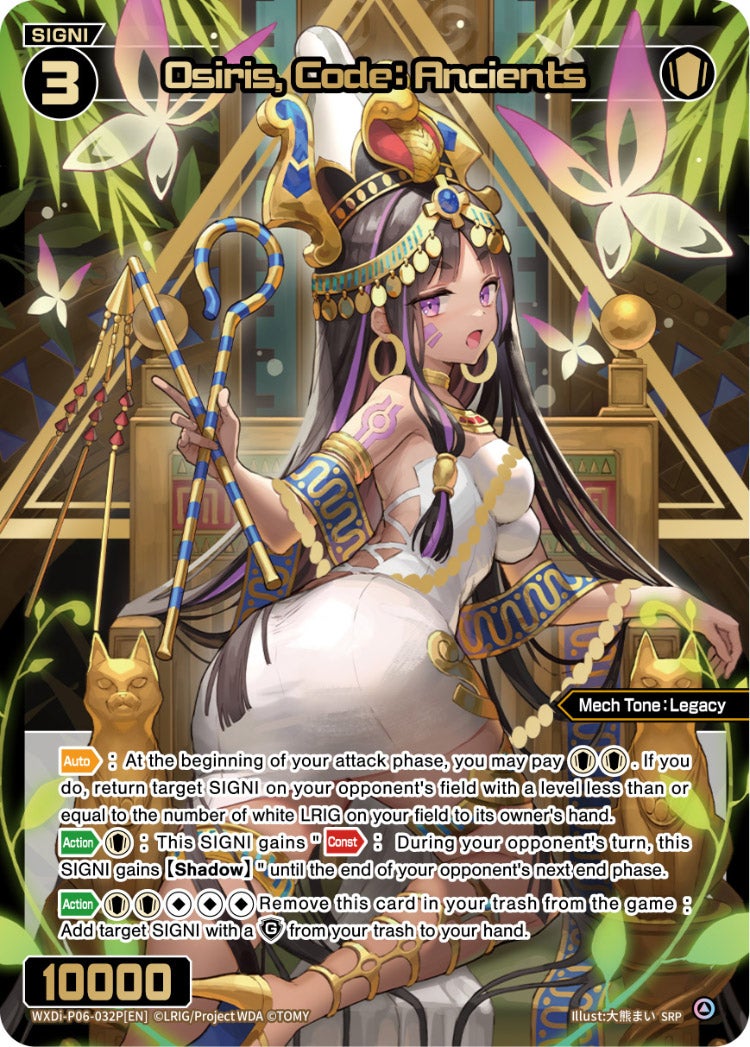 SIGNI
3
Osiris, Code: Ancients
Mech Tone:Legacy
Auto : At the beginning of your attack phase, you may pay . If you
do, return target SIGNI on your opponent's field with a level less than or
equal to the number of white LRIG on your field to its owner's hand.
Action : This SIGNI gains " Const : During your opponent's turn, this
SIGNI gains【Shadow】" until the end of your opponent's next end phase.
Action Remove this card in your trash from the game :
Add target SIGNI with a G from your trash to your hand.
10000
WXDi-P06-032P[EN] ©LRIG/Project WDA ©TOMY
Illust:大熊まい SRP